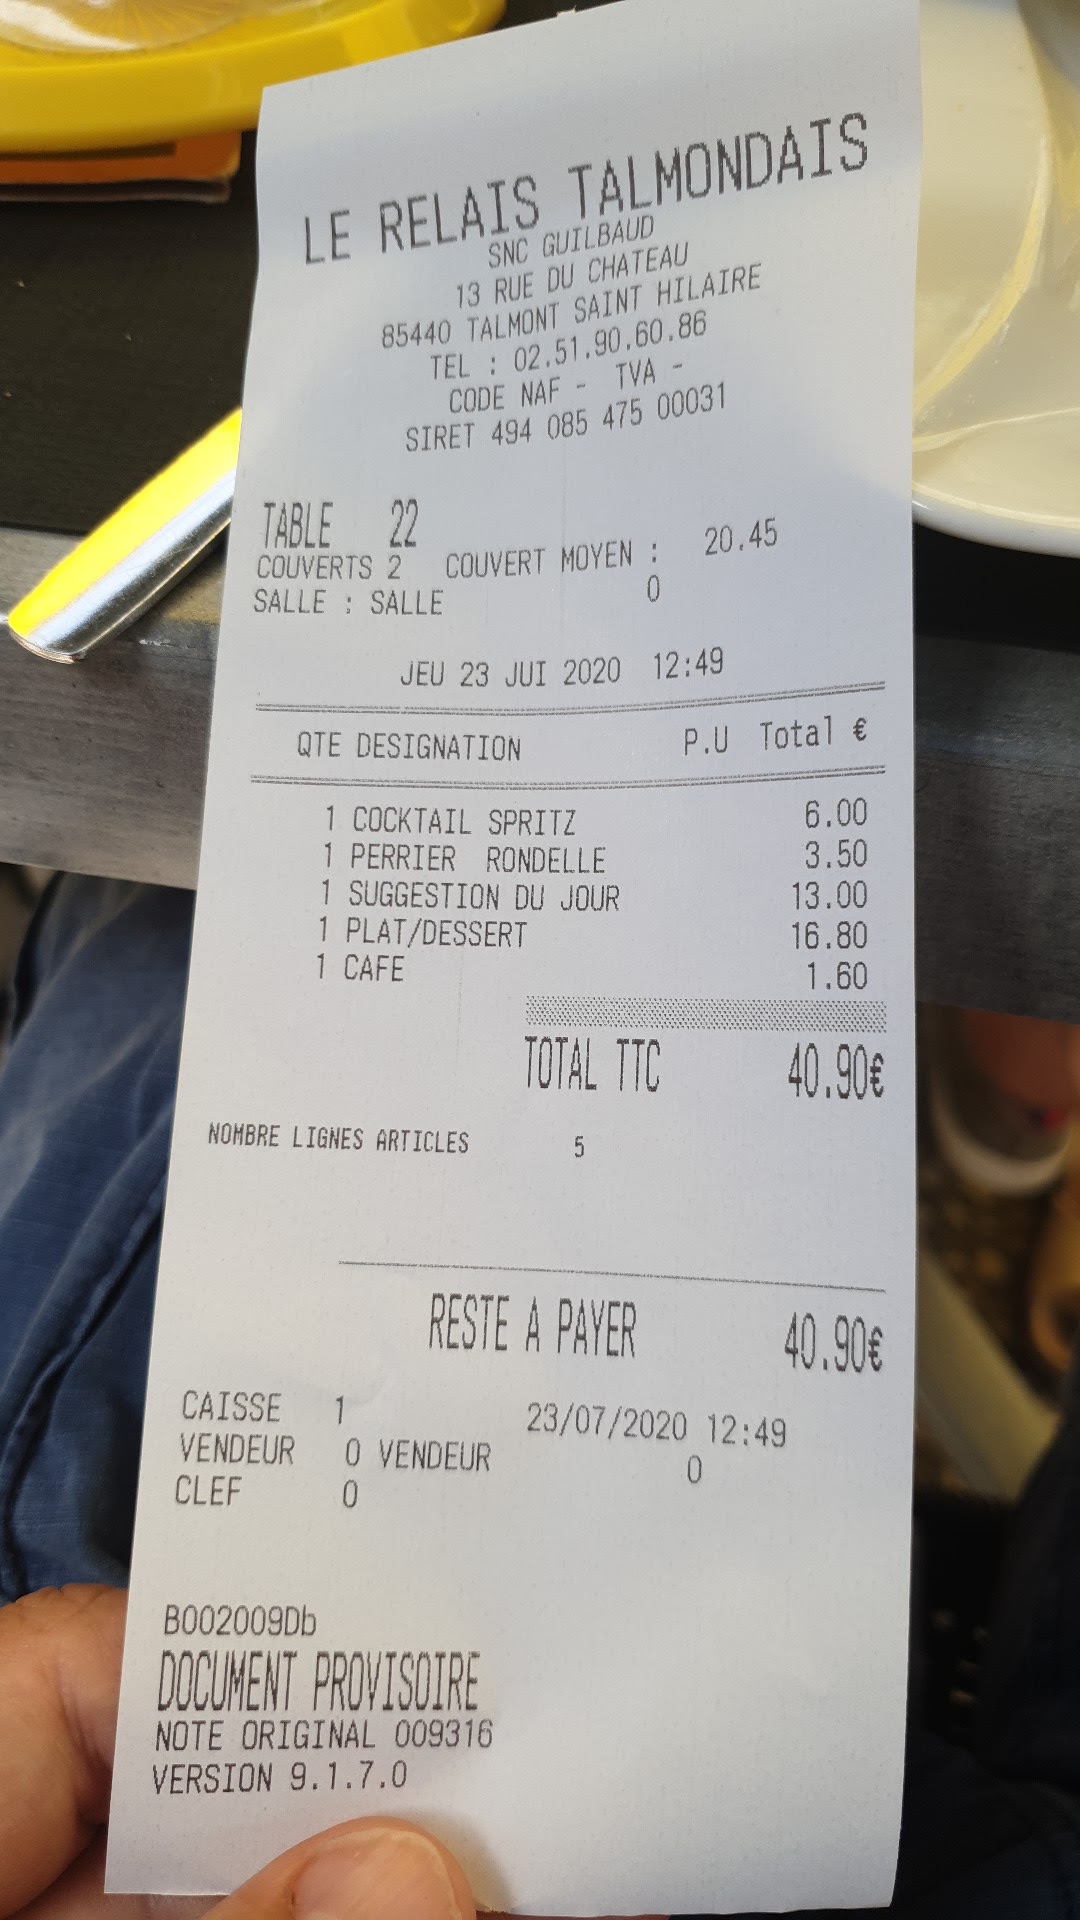 LE RELAIS TALMONDAIS
SNC GUILBAUD
13 RUE DU CHATEAU
85440 TALMONT SAINT HILAIRE
TEL : 02.51.90.60.86
CODE NAF - TVA -
SIRET 494 085 475 00031
TABLE 22
COUVERTS 2 COUVERT MOYEN : 20.45
SALLE : SALLE 0
JEU 23 JUI 2020 12:49
QTE DESIGNATION P.U Total €
1 COCKTAIL SPRITZ 6.00
1 PERRIER RONDELLE 3.50
1 SUGGESTION DU JOUR 13.00
1 PLAT/DESSERT 16.80
1 CAFE 1.60
TOTAL TTC 40.90€
NOMBRE LIGNES ARTICLES 5
RESTE A PAYER 40.90€
CAISSE 1 23/07/2020 12:49
VENDEUR 0 VENDEUR 0
CLEF 0
B002009Db
DOCUMENT PROVISOIRE
NOTE ORIGINAL 009316
VERSION 9.1.7.0